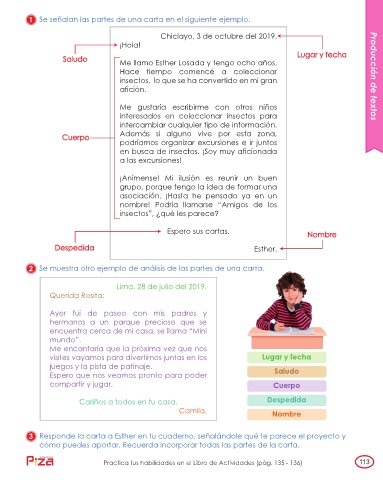 1 Se señalan las partes de una carta en el siguiente ejemplo.
Chiclayo, 3 de octubre del 2019.
¡Hola!
Lugar y fecha
Saludo
Me llamo Esther Losada y tengo ocho años.
Hace tiempo comencé a coleccionar
insectos, lo que se ha convertido en mi gran
afición.
Me gustaría escribirme con otros niños
interesados en coleccionar insectos para
intercambiar cualquier tipo de información.
Además si alguno vive por esta zona,
podríamos organizar excursiones e ir juntos
en busca de insectos. ¡Soy muy aficionada
a las excursiones!
Cuerpo
¡Anímense! Mi ilusión es reunir un buen
grupo, porque tengo la idea de formar una
asociación. ¡Hasta he pensado ya en un
nombre! Podría llamarse "Amigos de los
insectos", ¿qué les parece?
Espero sus cartas.
Nombre
Despedida
Esther.
Producción de textos
2 Se muestra otro ejemplo de análisis de las partes de una carta.
Lima, 28 de julio del 2019.
Querida Rosita:
Ayer fui de paseo con mis padres y
hermanos a un parque precioso que se
encuentra cerca de mi casa, se llama "Mini
mundo".
Me encantaría que la próxima vez que nos
visites vayamos para divertirnos juntas en los
juegos y la pista de patinaje.
Espero que nos veamos pronto para poder
compartir y jugar.
Cariños a todos en tu casa.
Camila.
Lugar y fecha
Saludo
Cuerpo
Despedida
Nombre
3 Responde la carta a Esther en tu cuaderno, señalándole qué te parece el proyecto y
cómo puedes aportar. Recuerda incorporar todas las partes de la carta.
Practica tus habilidades en el Libro de Actividades (pág. 135 - 136)
113